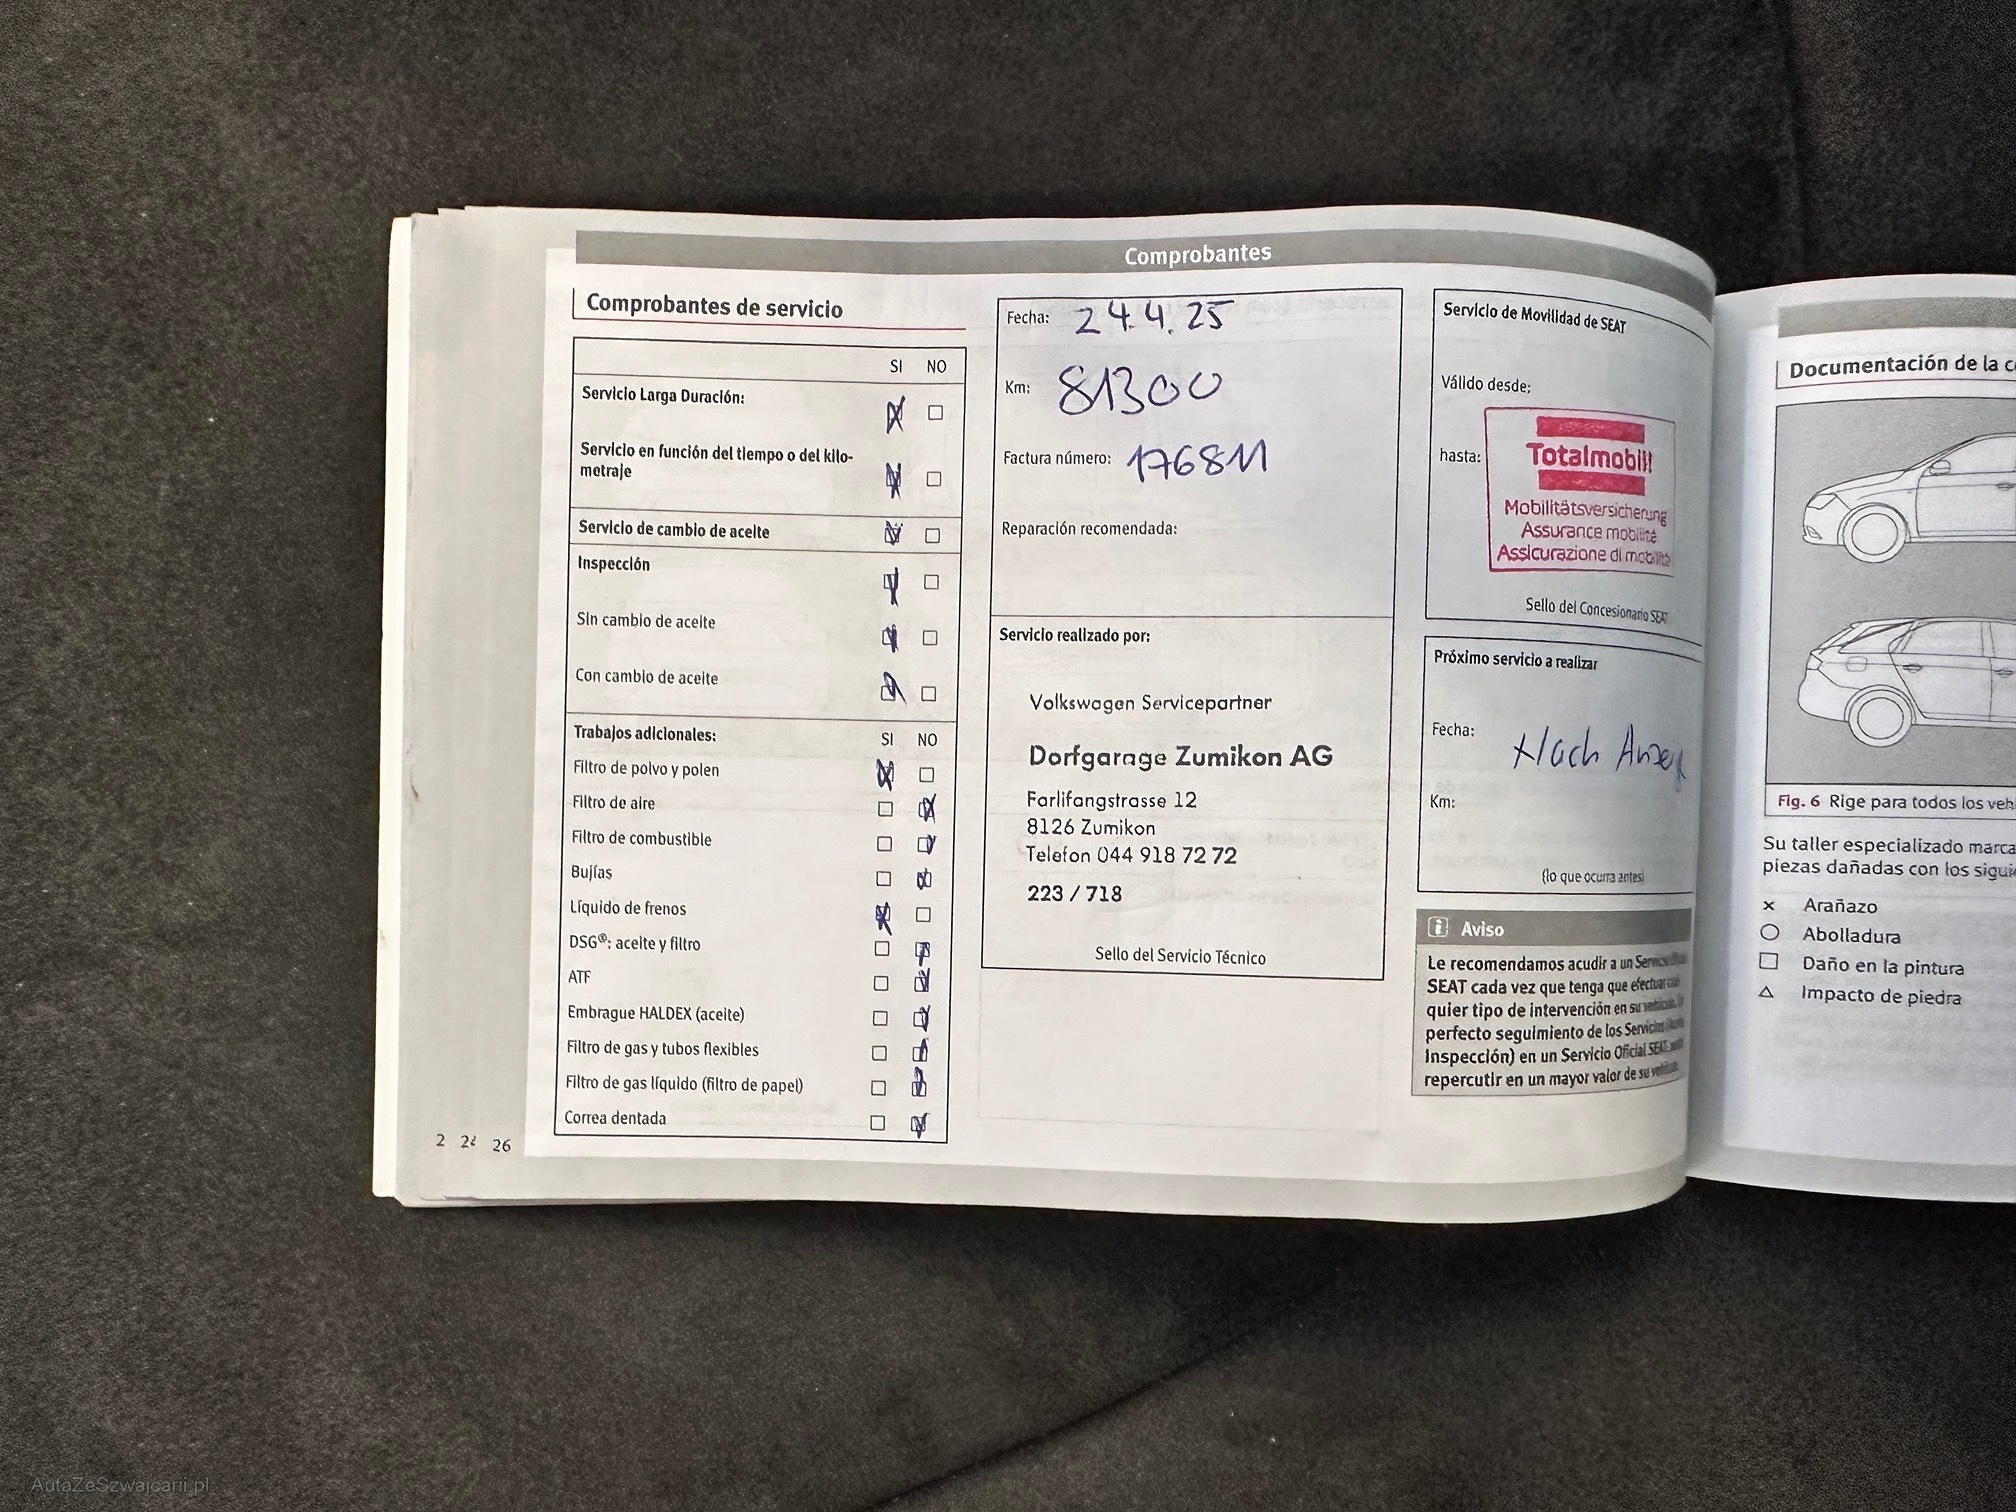 Comprobantes
Comprobantes de servicio
SI NO
Servicio Larga Duración:
Servicio en función del tiempo o del kilo-
metraje
Servicio de cambio de aceite
Inspección
Sin cambio de aceite
Con cambio de aceite
Trabajos adicionales: SI NO
Filtro de polvo y polen
Filtro de aire
Filtro de combustible
Bujías
Líquido de frenos
DSG®: aceite y filtro
ATF
Embrague HALDEX (aceite)
Filtro de gas y tubos flexibles
Filtro de gas líquido (filtro de papel)
Correa dentada
26
Fecha: 24.4.25
Km: 81300
Factura número: 176811
Reparación recomendada:
Servicio realizado por:
Volkswagen Servicepartner
Dorfgarage Zumikon AG
Farlifangstrasse 12
8126 Zumikon
Telefon 044 918 72 72
223 / 718
Sello del Servicio Técnico
Servicio de Movilidad de SEAT
Válido desde:
hasta:
Totalmobil!
Mobilitätsversicherung
Assurance mobilité
Assicurazione di mobilità
Sello del Concesionario SEAT
Próximo servicio a realizar
Fecha: Nach
Km:
(lo que ocurra antes)
Aviso
Le recomendamos acudir a un
SEAT cada vez que tenga que efectuar
quier tipo de intervención en su vehículo.
perfecto seguimiento de los Servicios
Inspección) en un Servicio Oficial SEAT
repercutir en un mayor valor de su vehículo.
Documentación de la
Fig. 6 Rige para todos los
Su taller especializado marca
piezas dañadas con los
× Arañazo
○ Abolladura
□ Daño en la pintura
△ Impacto de piedra
AutaZeSzwajcarii.pl